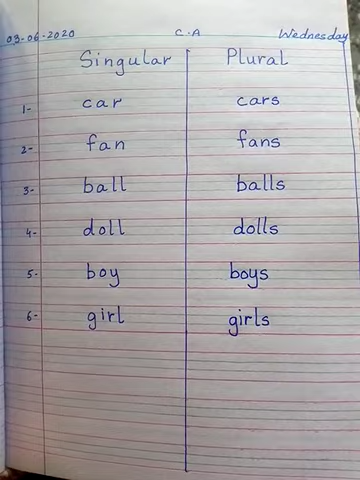 03-06-2020 C.A Wednesday
Singular Plural
1- car cars
2- fan fans
3- ball balls
4- doll dolls
5- boy boys
6- girl girls